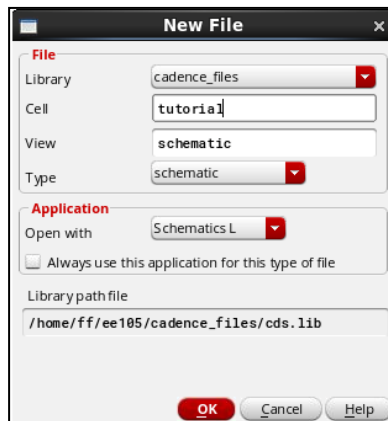 New File
File
Library cadence_files
Cell tutorial
View schematic
Type schematic
Application
Open with Schematics L
Always use this application for this type of file
Library path file
/home/ff/ee105/cadence_files/cds.lib
OK Cancel Help